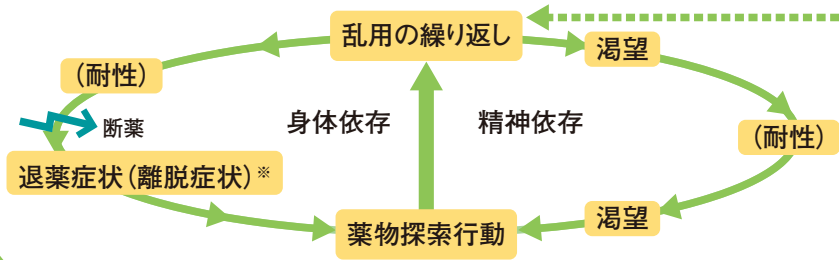 乱用の繰り返し
渇望
(耐性)
断薬
身体依存
精神依存
(耐性)
退薬症状(離脱症状)※
渇望
薬物探索行動